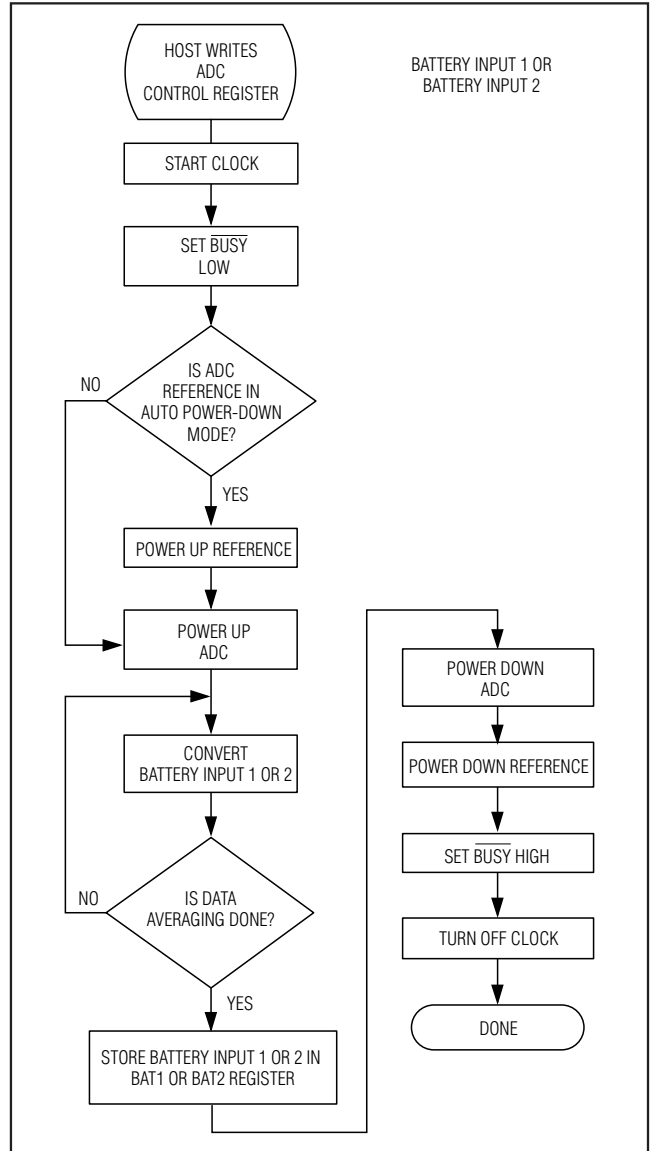 HOST WRITES
ADC
CONTROL REGISTER
BATTERY INPUT 1 OR
BATTERY INPUT 2
START CLOCK
SET B̅U̅S̅Y̅
LOW
IS ADC
REFERENCE IN
AUTO POWER-DOWN
MODE?
NO
YES
POWER UP REFERENCE
POWER UP
ADC
CONVERT
BATTERY INPUT 1 OR 2
IS DATA
AVERAGING DONE?
NO
YES
STORE BATTERY INPUT 1 OR 2 IN
BAT1 OR BAT2 REGISTER
POWER DOWN
ADC
POWER DOWN REFERENCE
SET B̅U̅S̅Y̅ HIGH
TURN OFF CLOCK
DONE